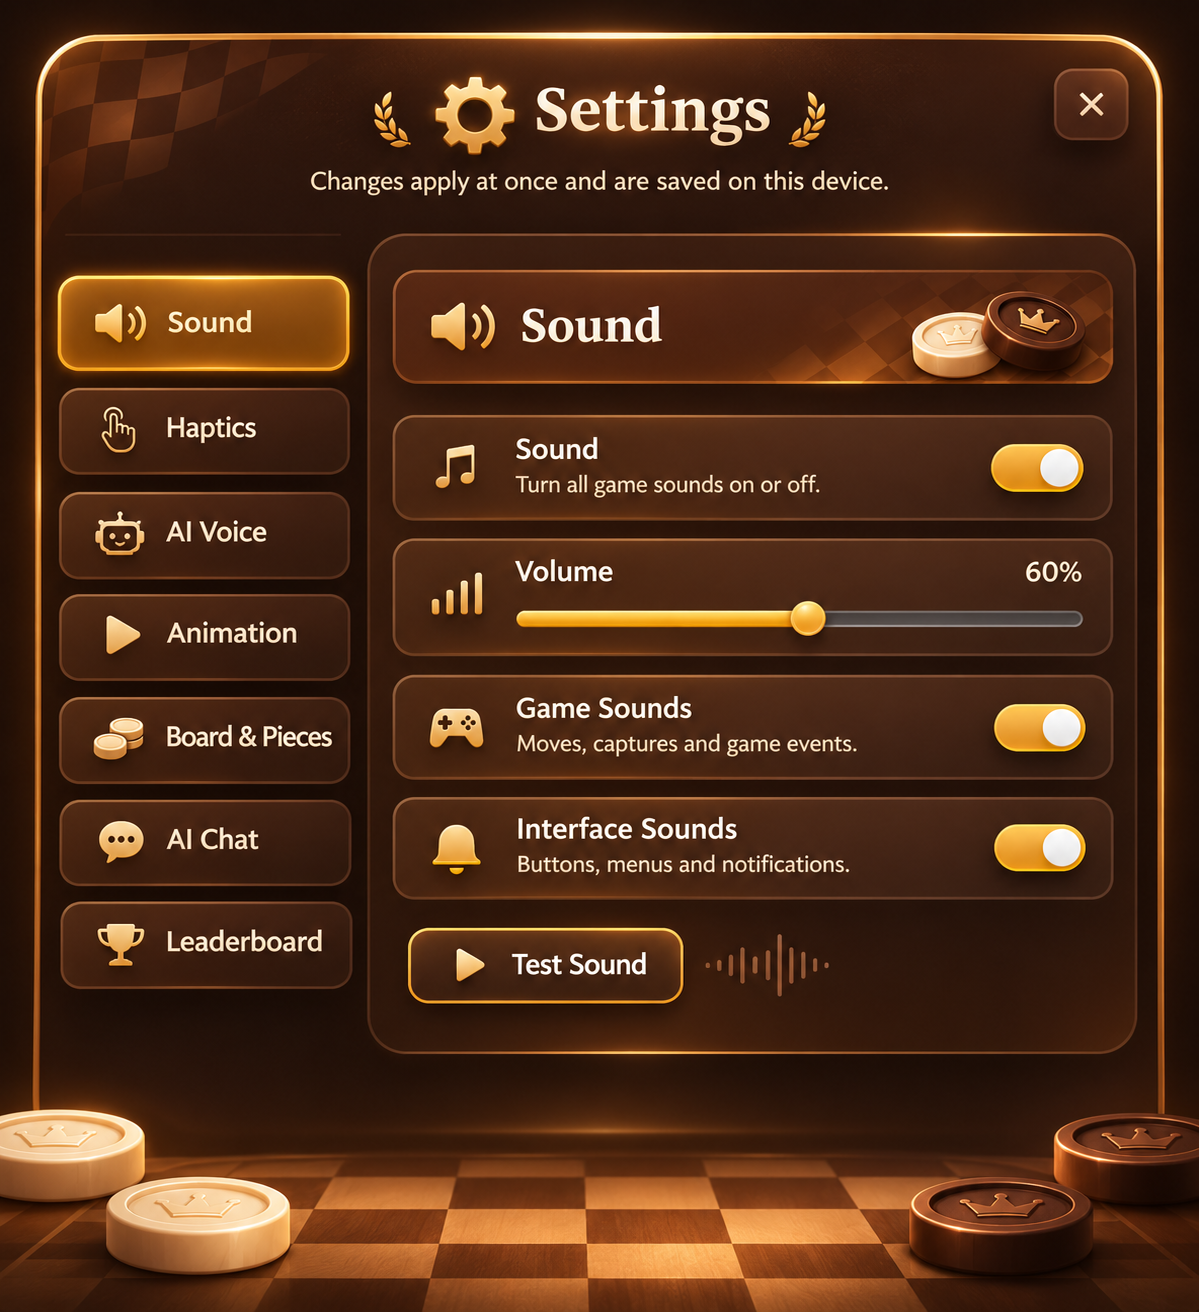 Settings
Changes apply at once and are saved on this device.
Sound
Haptics
AI Voice
Animation
Board & Pieces
AI Chat
Leaderboard
Sound
Sound
Turn all game sounds on or off.
Volume
60%
Game Sounds
Moves, captures and game events.
Interface Sounds
Buttons, menus and notifications.
Test Sound